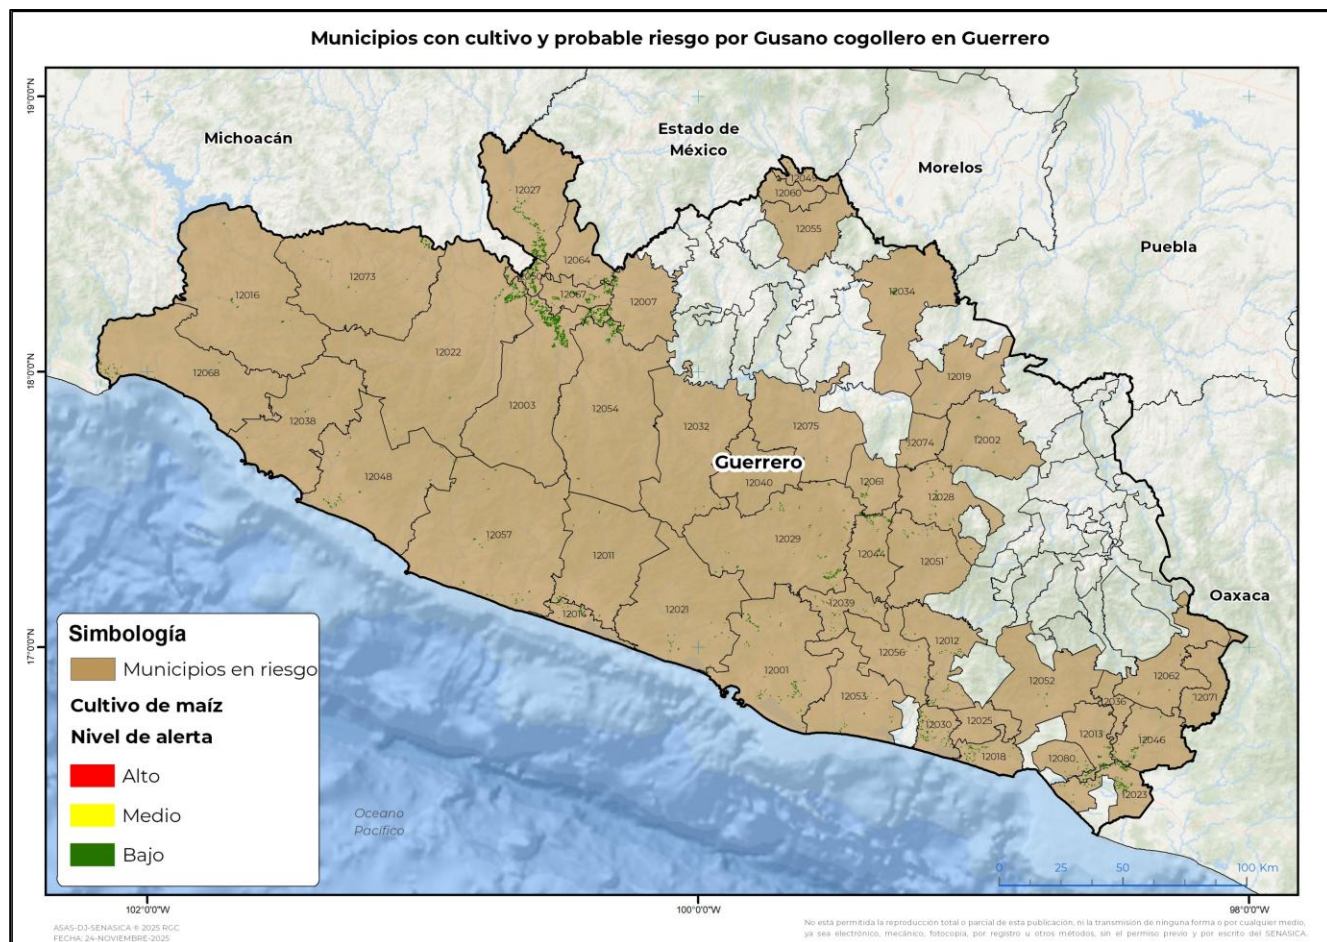 Municipios con cultivo y probable riesgo por Gusano cogollero en Guerrero
19°0'0"N
18°0'0"N
17°0'0"N
Michoacán
Estado de
México
Morelos
Puebla
Oaxaca
Guerrero
12027
12049
12060
12055
12064
12073
12067
12007
12034
12016
12022
12068
12003
12054
12019
12038
12032
12075
12074
12002
12048
12040
12061
12028
12057
12011
12029
12044
12051
12014
12021
12039
12056
12012
12001
12053
12052
12062
12036
12071
12030
12025
12018
12013
12046
12080
12023
Oceano
Pacífico
Simbología
Municipios en riesgo
Cultivo de maíz
Nivel de alerta
Alto
Medio
Bajo
0 25 50 100 Km
102°0'0"W
100°0'0"W
98°0'0"W
ASAS-DJ-SENASICA ® 2025 RGC
FECHA: 24-NOVIEMBRE-2025
No está permitida la reproducción total o parcial de esta publicación, ni la transmisión de ninguna forma o por cualquier medio,
ya sea electrónico, mecánico, fotocopia, por registro u otros métodos, sin el permiso previo y por escrito del SENASICA.